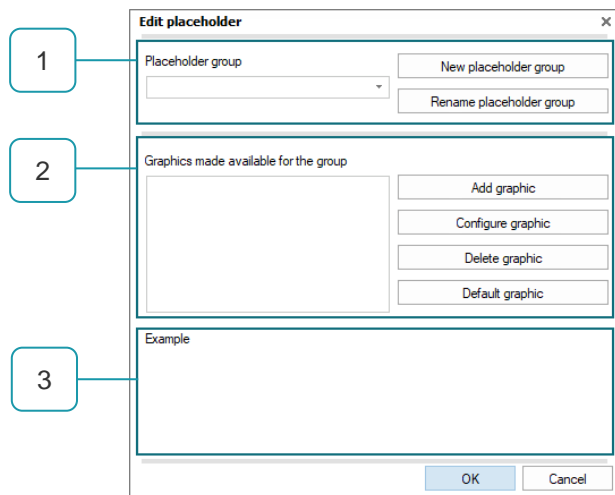 Edit placeholder
1
Placeholder group
New placeholder group
Rename placeholder group
2
Graphics made available for the group
Add graphic
Configure graphic
Delete graphic
Default graphic
3
Example
OK
Cancel